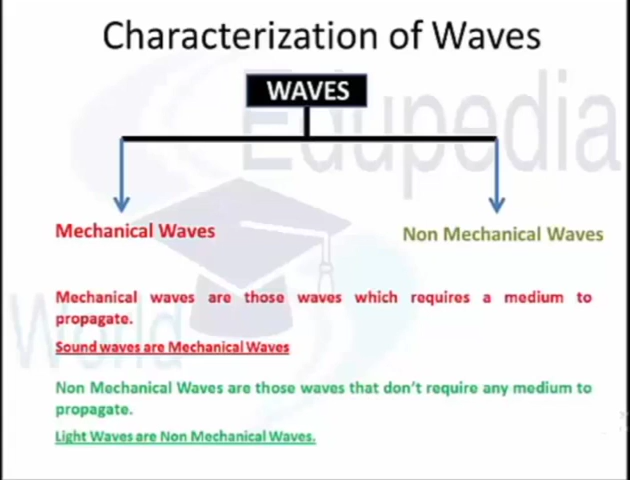 Characterization of Waves
WAVES
Edupedia
Mechanical Waves
Non Mechanical Waves
Mechanical waves are those waves which requires a medium to
propagate.
World
Sound waves are Mechanical Waves
Non Mechanical Waves are those waves that don't require any medium to
propagate.
Light Waves are Non Mechanical Waves.